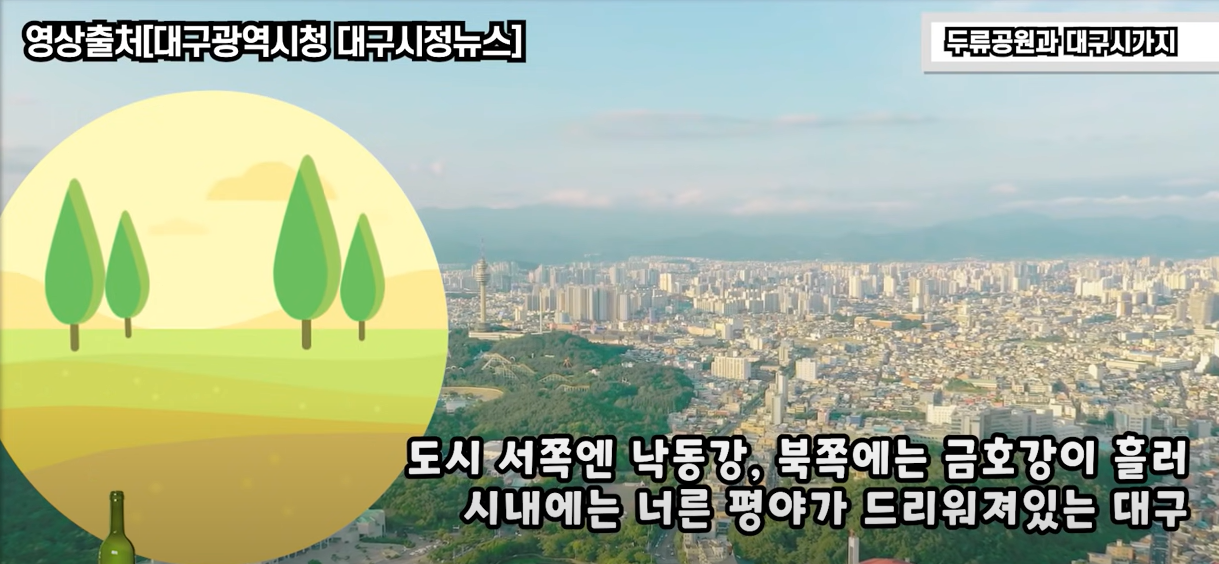 영상출처[대구광역시청 대구시정뉴스]
두류공원과 대구시가지
도시 서쪽엔 낙동강, 북쪽에는 금호강이 흘러
시내에는 너른 평야가 드리워져있는 대구